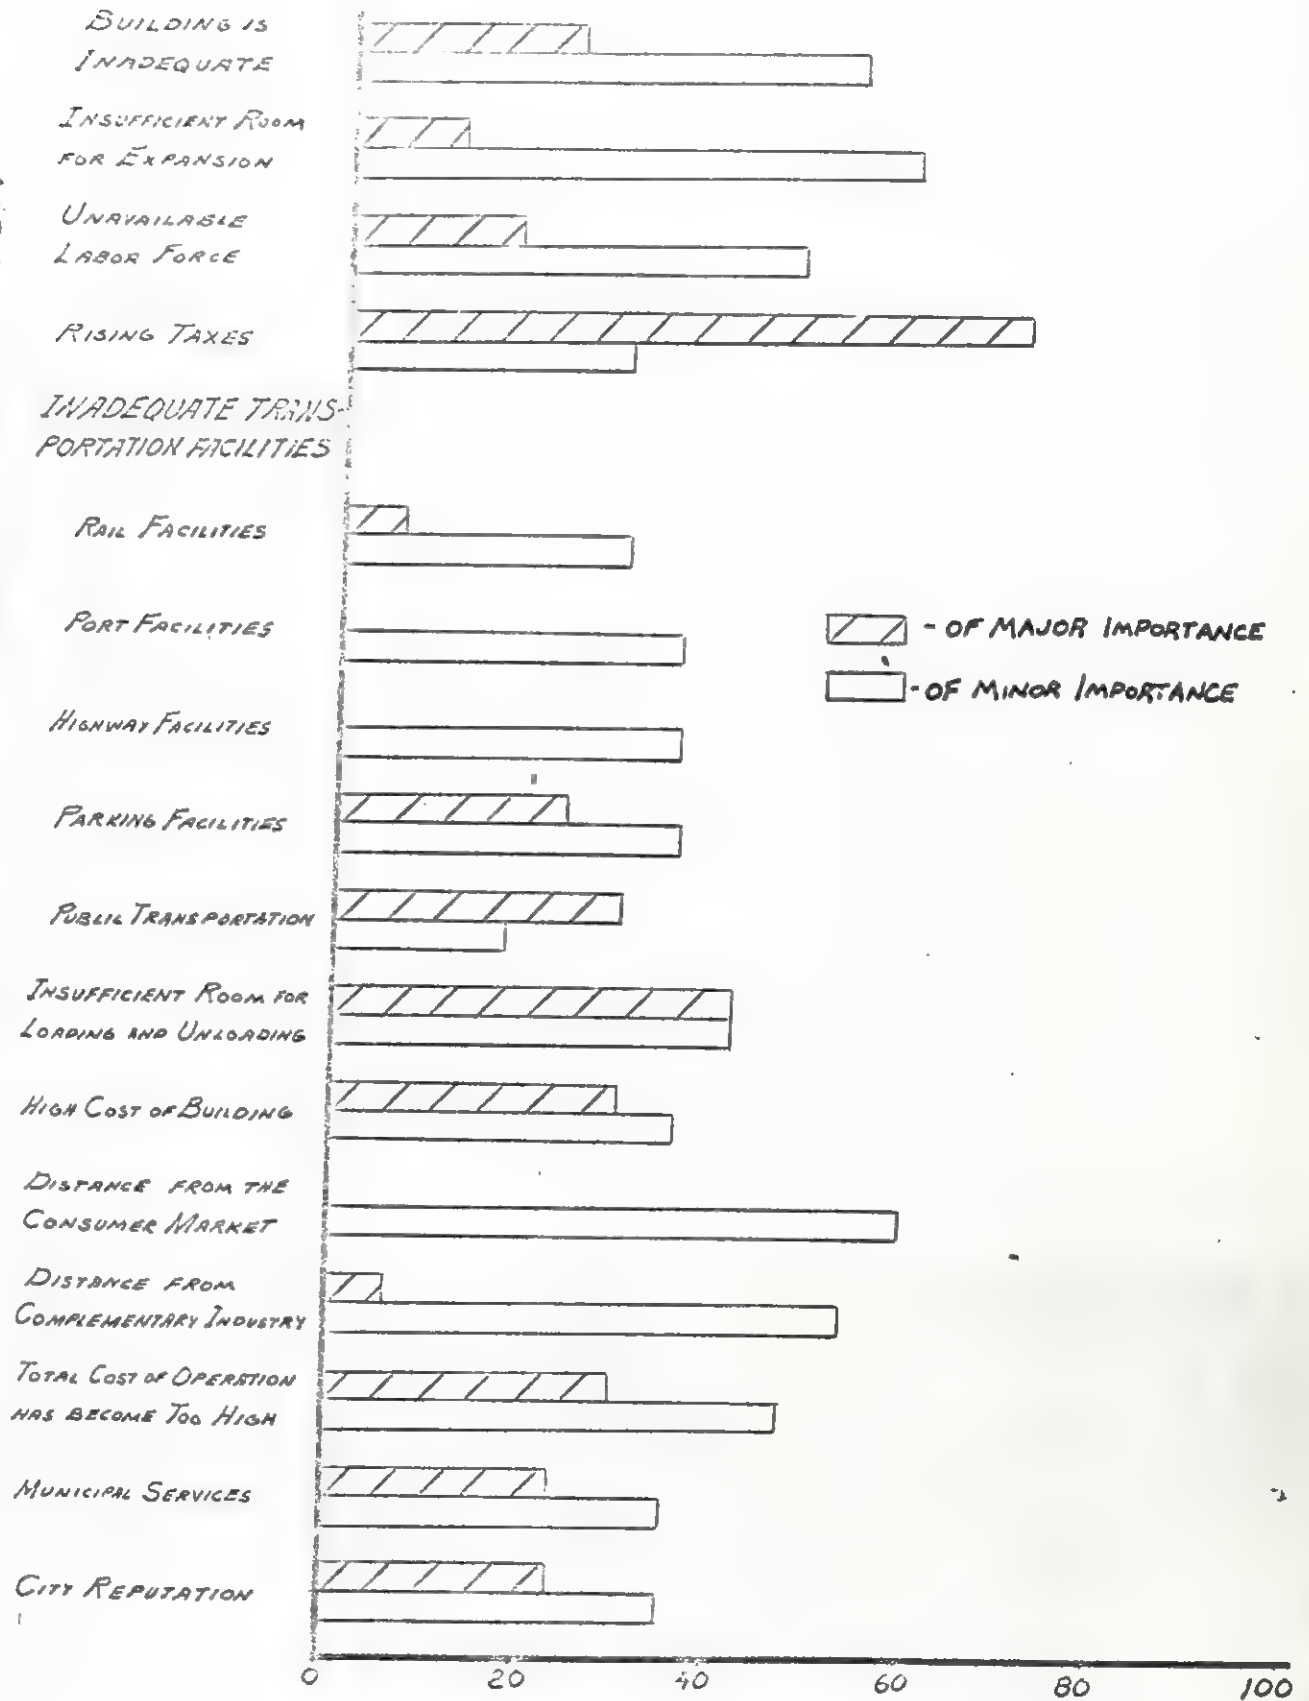 BUILDING IS
INADEQUATE
INSUFFICIENT ROOM
FOR EXPANSION
UNAVAILABLE
LABOR FORCE
RISING TAXES
INADEQUATE TRANS-
PORTATION FACILITIES
RAIL FACILITIES
PORT FACILITIES
- OF MAJOR IMPORTANCE
- OF MINOR IMPORTANCE
HIGHWAY FACILITIES
PARKING FACILITIES
PUBLIC TRANSPORTATION
INSUFFICIENT ROOM FOR
LOADING AND UNLOADING
HIGH COST OF BUILDING
DISTANCE FROM THE
CONSUMER MARKET
DISTANCE FROM
COMPLEMENTARY INDUSTRY
TOTAL COST OF OPERATION
HAS BECOME TOO HIGH
MUNICIPAL SERVICES
CITY REPUTATION
0 20 40 60 80 100